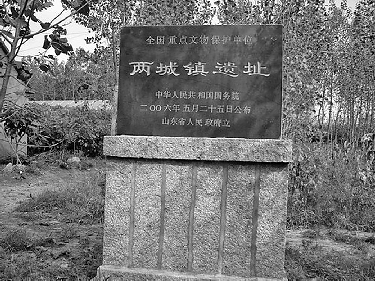 全国重点文物保护单位
两城镇遗址
中华人民共和国国务院
二〇〇六年五月二十五日公布
山东省人民政府立